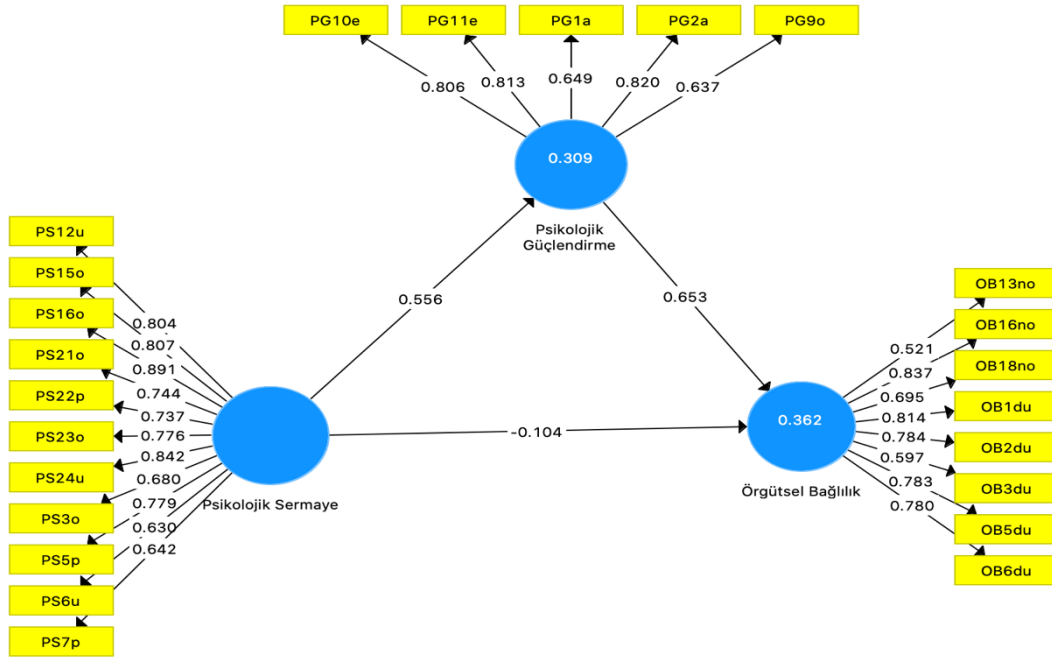 PG10e
PG11e
PG1a
PG2a
PG9o
0.806
0.813
0.649
0.820
0.637
0.309
Psikolojik
Güçlendirme
0.556
0.653
-0.104
PS12u
PS15o
PS16o
PS21o
PS22p
PS23o
PS24u
PS3o
PS5p
PS6u
PS7p
0.804
0.807
0.891
0.744
0.737
0.776
0.842
0.680
0.779
0.630
0.642
Psikolojik Sermaye
0.362
Örgütsel Bağlılık
0.521
0.837
0.695
0.814
0.784
0.597
0.783
0.780
OB13no
OB16no
OB18no
OB1du
OB2du
OB3du
OB5du
OB6du